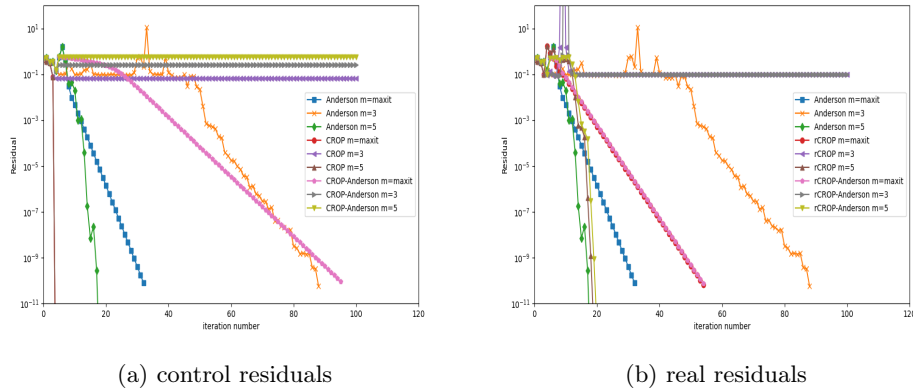 10^1
10^-1
10^-3
10^-5
10^-7
10^-9
10^-11
Residual
0
20
40
60
80
100
120
iteration number
Anderson m=maxit
Anderson m=3
Anderson m=5
CROP m=maxit
CROP m=3
CROP m=5
CROP-Anderson m=maxit
CROP-Anderson m=3
CROP-Anderson m=5
(a) control residuals
10^1
10^-1
10^-3
10^-5
10^-7
10^-9
10^-11
Residual
0
20
40
60
80
100
120
iteration number
Anderson m=maxit
Anderson m=3
Anderson m=5
rCROP m=maxit
rCROP m=3
rCROP m=5
rCROP-Anderson m=maxit
rCROP-Anderson m=3
rCROP-Anderson m=5
(b) real residuals